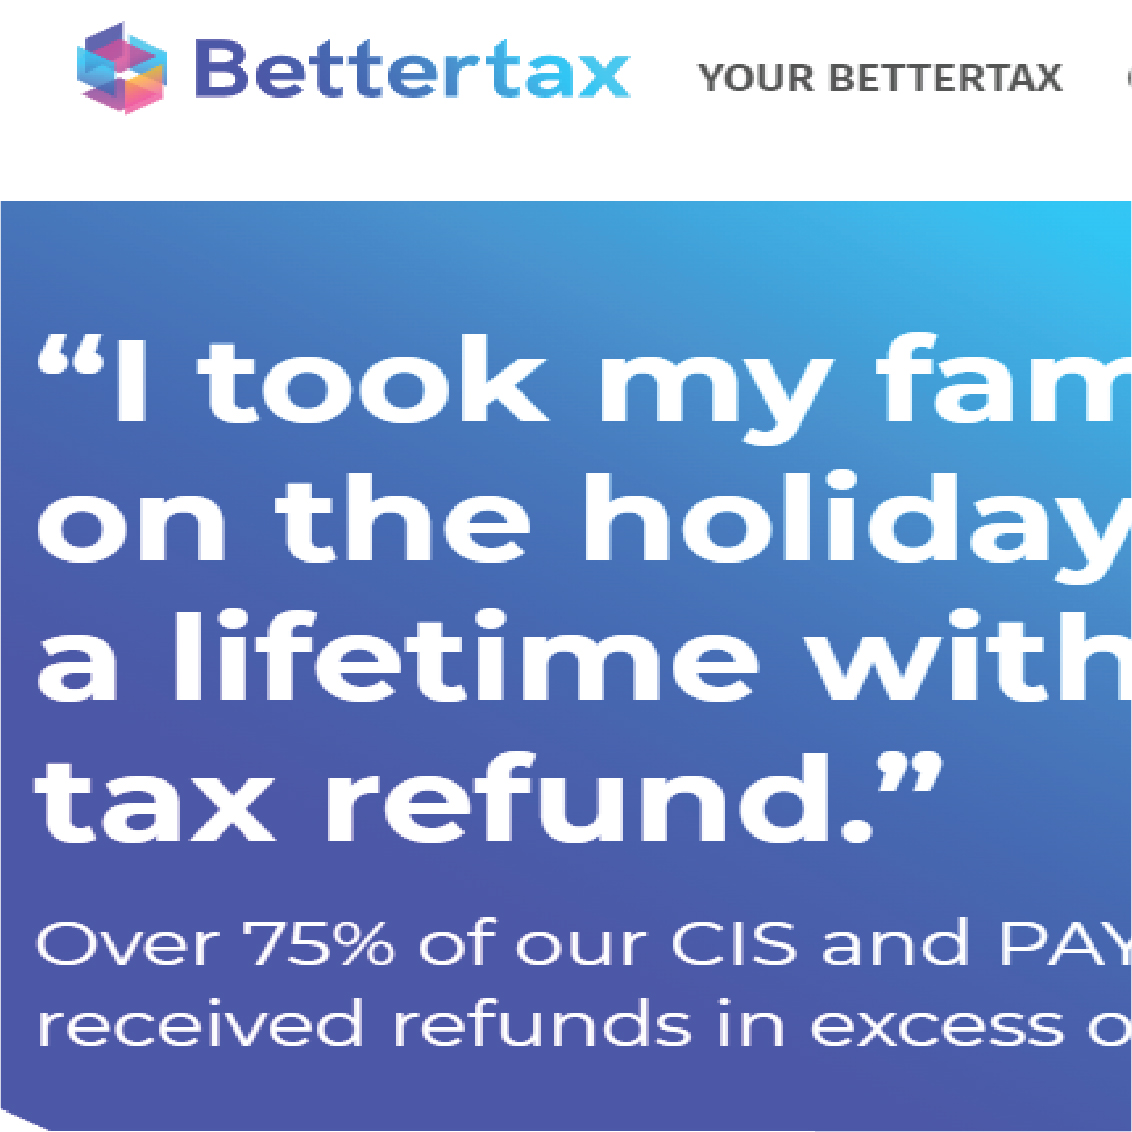 Bettertax YOUR BETTERTAX
“I took my fam
on the holiday
a lifetime with
tax refund.”
Over 75% of our CIS and PAY
received refunds in excess o